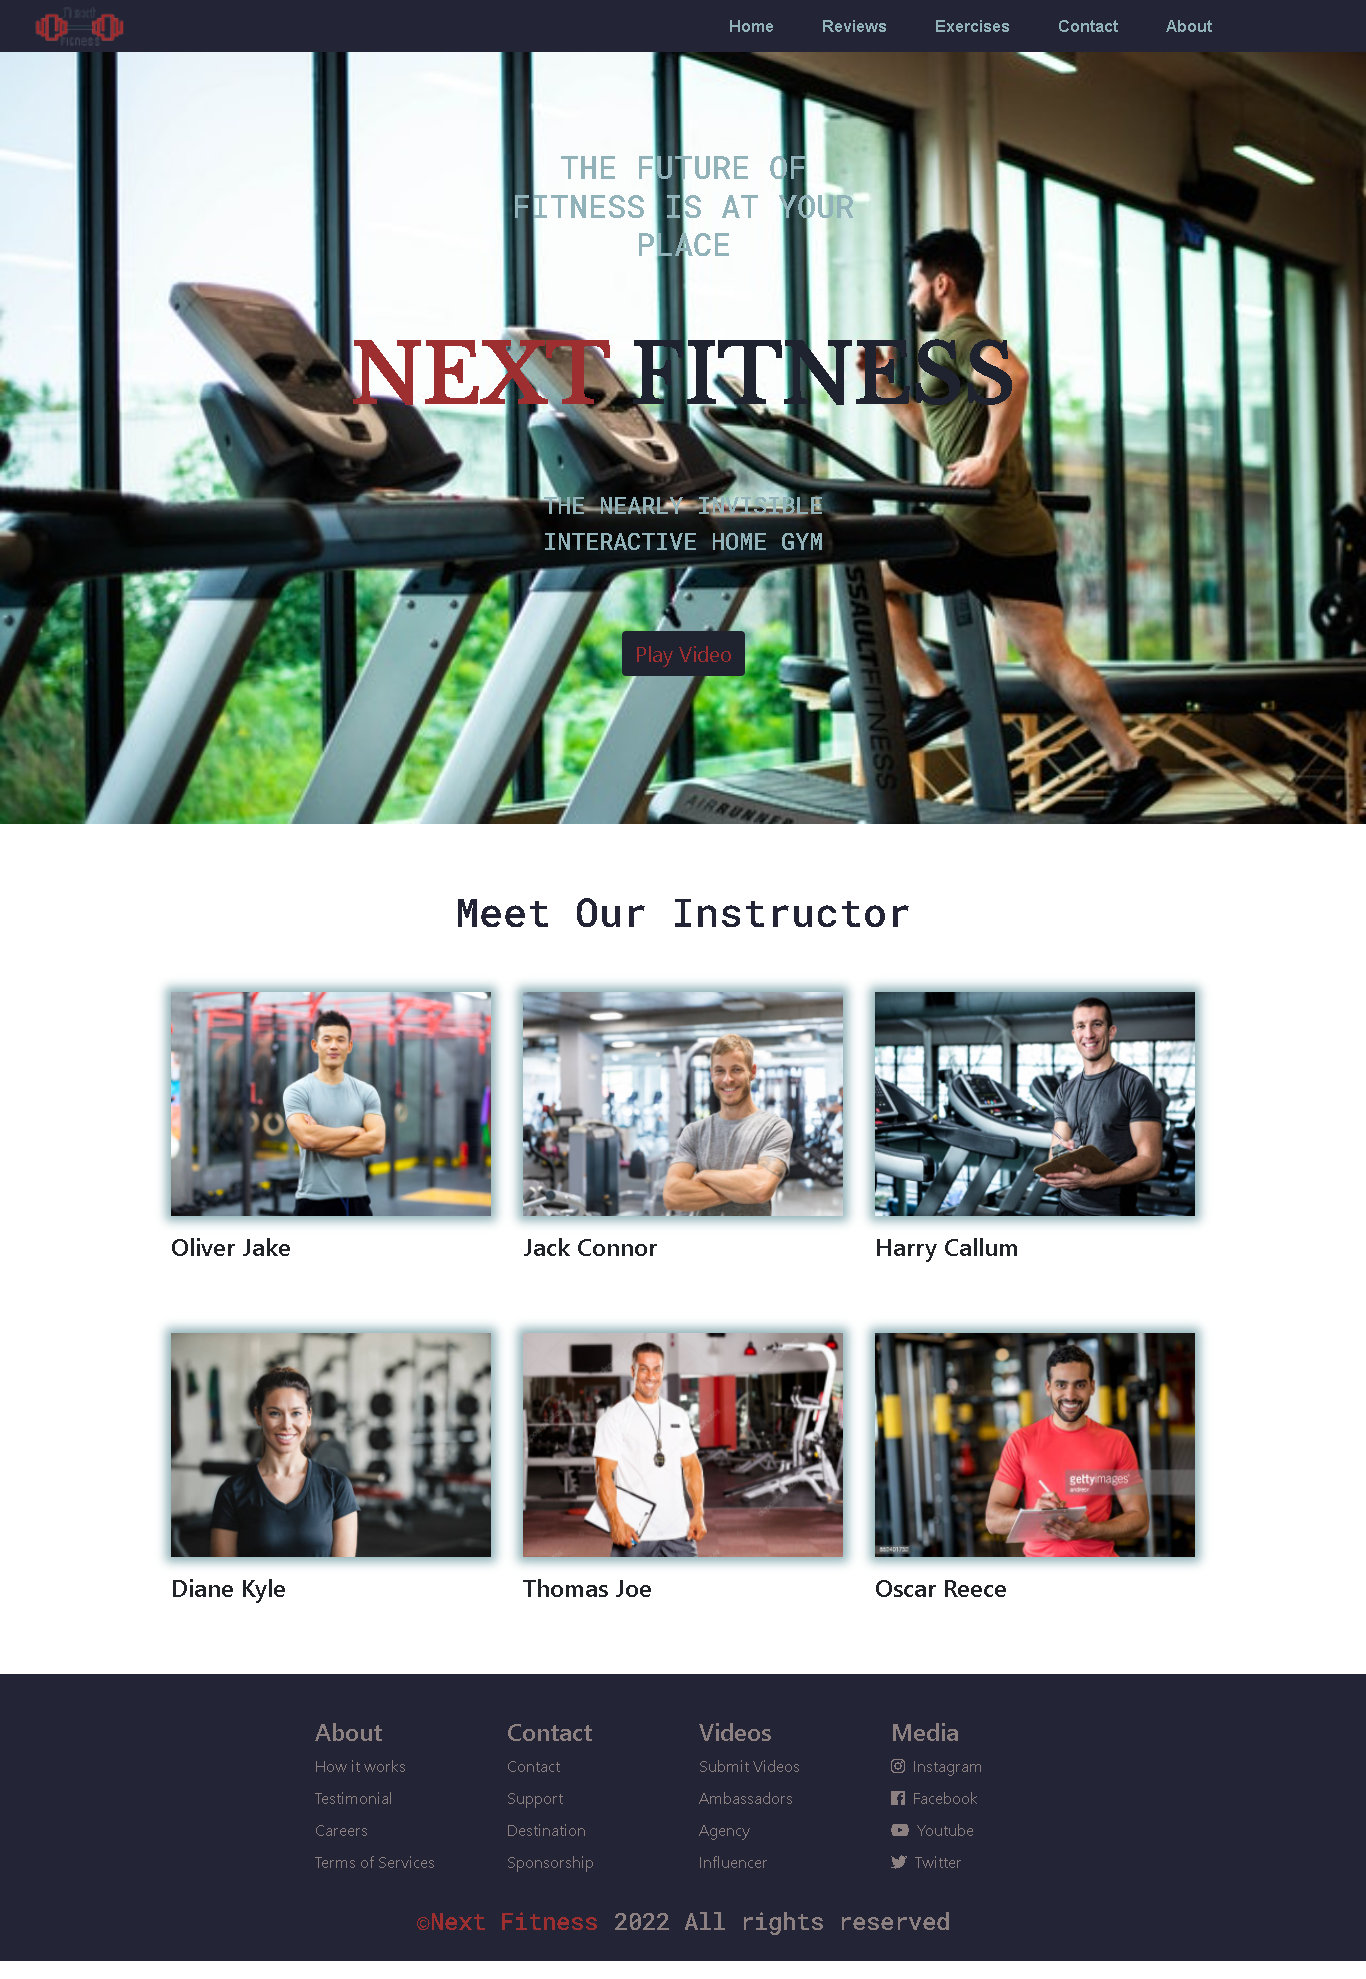 Next
Fitness
Home
Reviews
Exercises
Contact
About
THE FUTURE OF
FITNESS IS AT YOUR
PLACE
NEXT FITNESS
THE NEARLY INVISIBLE
INTERACTIVE HOME GYM
Play Video
SSAULTFITNESS
AIRRUNNER
Meet Our Instructor
Oliver Jake
Jack Connor
Harry Callum
gettyimages
andresr
Diane Kyle
Thomas Joe
Oscar Reece
About
How it works
Testimonial
Careers
Terms of Services
Contact
Contact
Support
Destination
Sponsorship
Videos
Submit Videos
Ambassadors
Agency
Influencer
Media
Instagram
Facebook
Youtube
Twitter
©Next Fitness 2022 All rights reserved